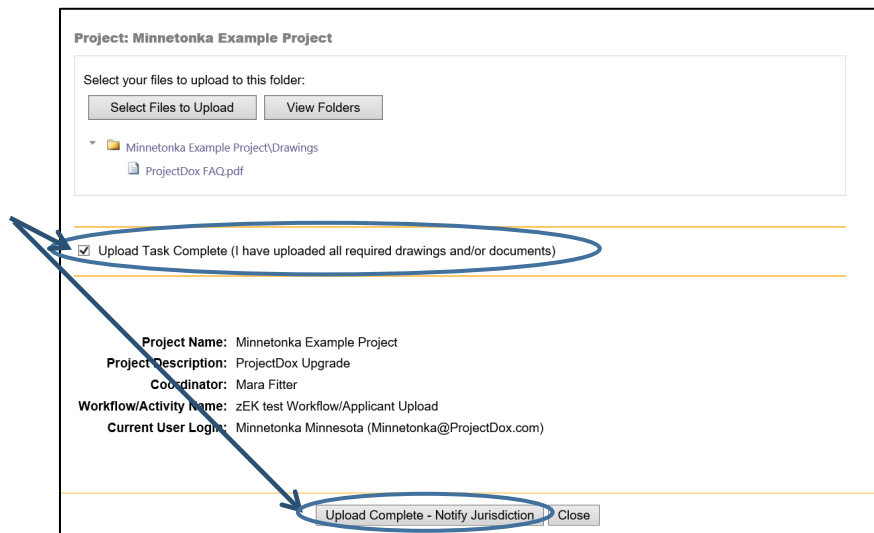 Project: Minnetonka Example Project
Select your files to upload to this folder:
Select Files to Upload View Folders
Minnetonka Example Project\Drawings
ProjectDox FAQ.pdf
Upload Task Complete (I have uploaded all required drawings and/or documents)
Project Name: Minnetonka Example Project
Project Description: ProjectDox Upgrade
Coordinator: Mara Fitter
Workflow/Activity Name: zEK test Workflow/Applicant Upload
Current User Login: Minnetonka Minnesota (Minnetonka@ProjectDox.com)
Upload Complete - Notify Jurisdiction Close